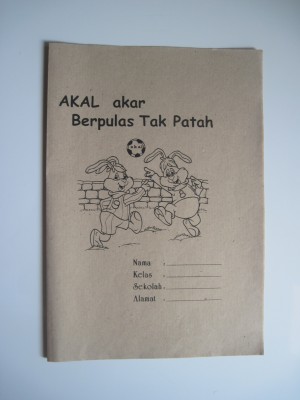 AKAL akar
Berpulas Tak Patah
Nama :
Kelas :
Sekolah :
Alamat :